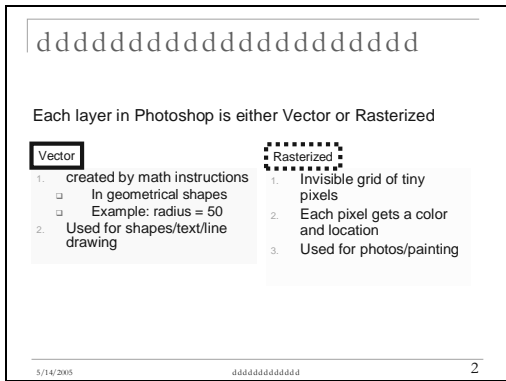 dddddddddddddddddddddd
Each layer in Photoshop is either Vector or Rasterized
Vector
1. created by math instructions
In geometrical shapes
Example: radius = 50
2. Used for shapes/text/line
drawing
Rasterized
1. Invisible grid of tiny
pixels
2. Each pixel gets a color
and location
3. Used for photos/painting
5/14/2005
ddddddddddddd
2